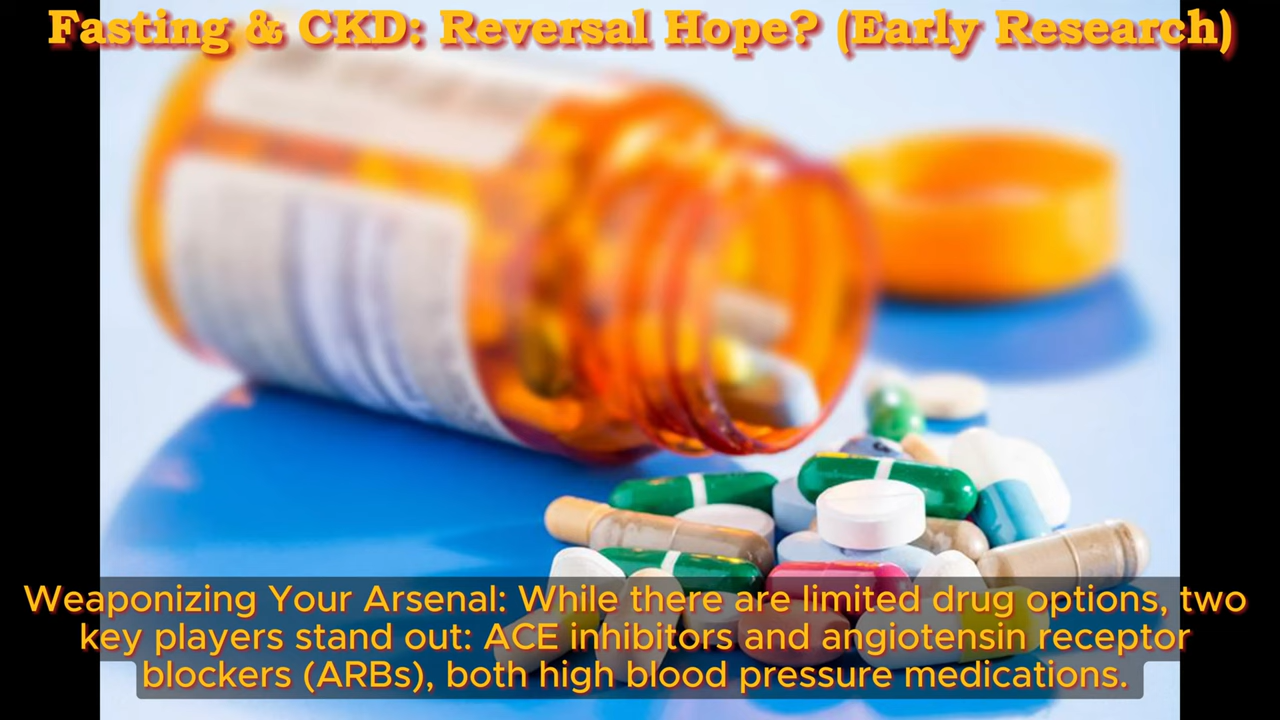 Fasting & CKD: Reversal Hope? (Early Research)
Weaponizing Your Arsenal: While there are limited drug options, two
key players stand out: ACE inhibitors and angiotensin receptor
blockers (ARBs), both high blood pressure medications.